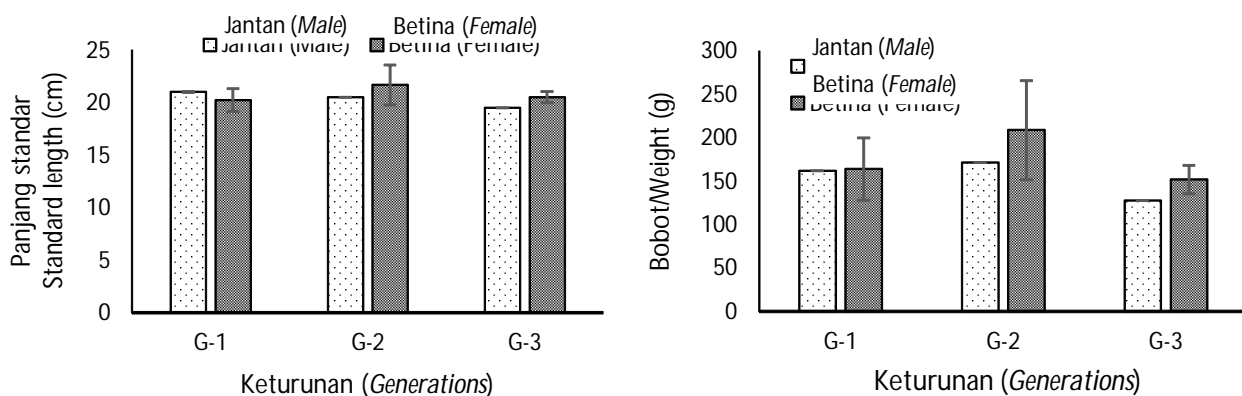 Jantan (Male) Betina (Female)
Jantan (Male) Betina (Female)
Panjang standar
Standard length (cm)
25
20
15
10
5
0
G-1 G-2 G-3
Keturunan (Generations)
Jantan (Male)
Betina (Female)
Betina (Female)
Bobot/Weight (g)
300
250
200
150
100
50
0
G-1 G-2 G-3
Keturunan (Generations)